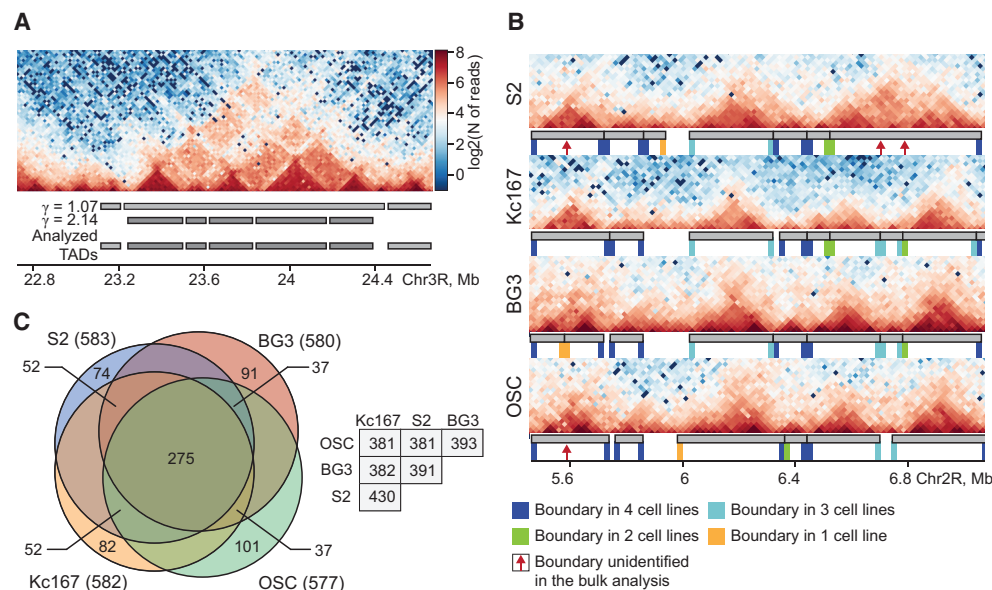 A
8
6
4
2
0
log2(N of reads)
γ = 1.07
γ = 2.14
Analyzed
TADs
22.8 23.2 23.6 24 24.4 Chr3R, Mb
B
S2
Kc167
BG3
OSC
5.6 6 6.4 6.8 Chr2R, Mb
Boundary in 4 cell lines
Boundary in 3 cell lines
Boundary in 2 cell lines
Boundary in 1 cell line
Boundary unidentified
in the bulk analysis
C
S2 (583)
BG3 (580)
52 74 91 37
275
52 82 101 37
Kc167 (582)
OSC (577)
Kc167 S2 BG3
OSC 381 381 393
BG3 382 391
S2 430